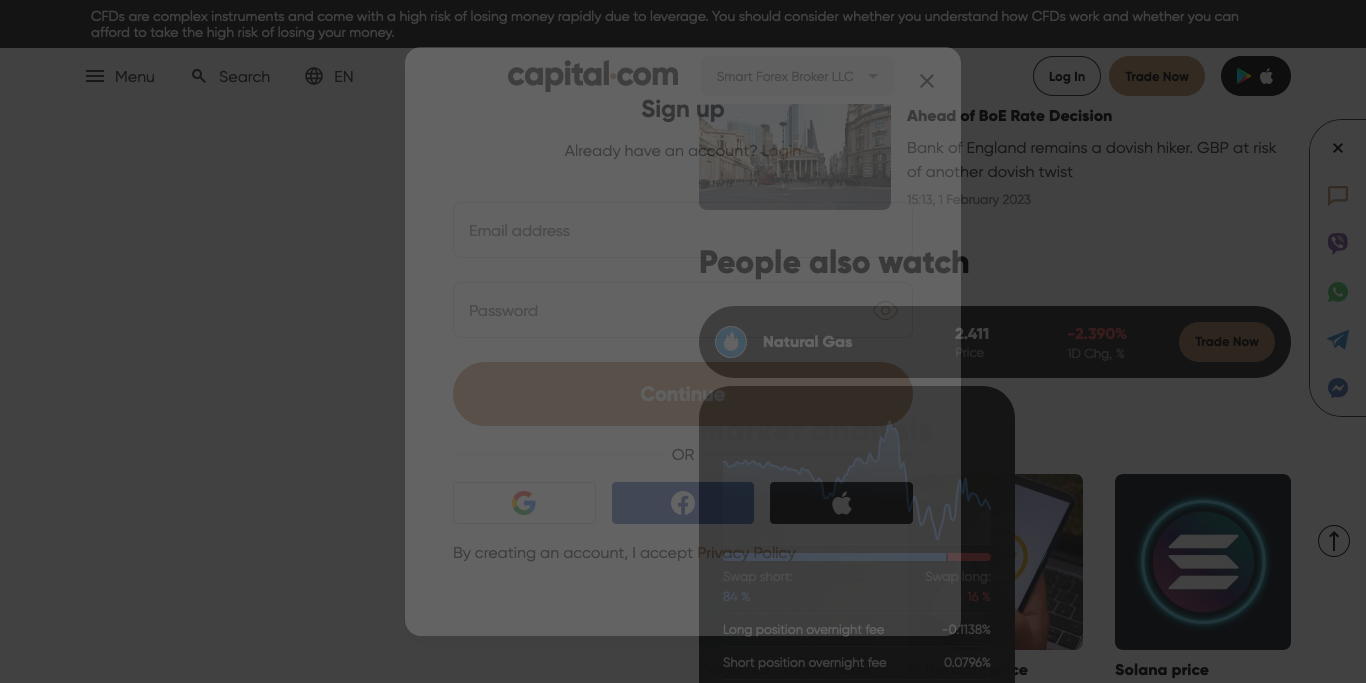 CFDs are complex instruments and come with a high risk of losing money rapidly due to leverage. You should consider whether you understand how CFDs work and whether you can
afford to take the high risk of losing your money.
Menu
Search
EN
capital.com
Smart Forex Broker LLC
Log In
Trade Now
Sign up
Already have an account? Login
Email address
Password
Continue
OR
By creating an account, I accept Privacy Policy
Ahead of BoE Rate Decision
Bank of England remains a dovish hiker. GBP at risk
of another dovish twist
15:13, 1 February 2023
People also watch
Natural Gas
2.411
Price
-2.390%
1D Chg, %
Trade Now
Swap short:
Swap long:
84 %
16 %
Long position overnight fee
-0.1138%
Short position overnight fee
0.0796%
Solana price